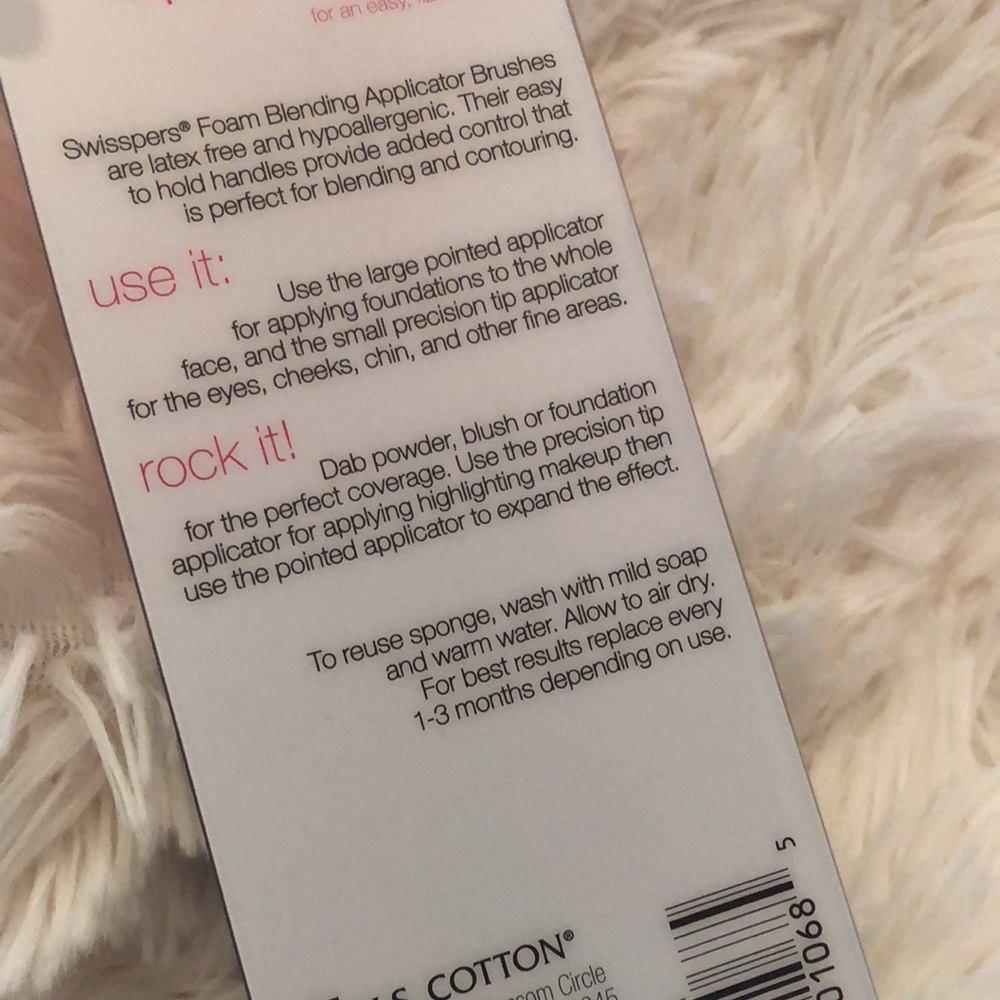 for an easy,
Swisspers® Foam Blending Applicator Brushes
are latex free and hypoallergenic. Their easy
to hold handles provide added control that
is perfect for blending and contouring.
use it:
Use the large pointed applicator
for applying foundations to the whole
face, and the small precision tip applicator
for the eyes, cheeks, chin, and other fine areas.
rock it!
Dab powder, blush or foundation
for the perfect coverage. Use the precision tip
applicator for applying highlighting makeup then
use the pointed applicator to expand the effect.
To reuse sponge, wash with mild soap
and warm water. Allow to air dry.
For best results replace every
1-3 months depending on use.
COTTON®
Circle
5
01068